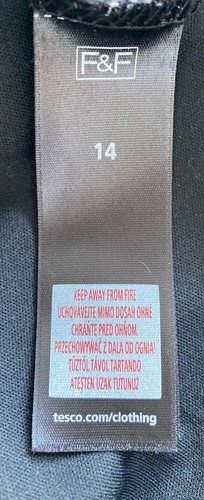 F&F
14
KEEP AWAY FROM FIRE
UCHOVÁVEJTE MIMO DOSAH OHNĚ
CHRÁŇTE PRED OHŇOM.
PRZECHOWYWAĆ Z DALA OD OGNIA!
TŰZTŐL TÁVOL TARTANDÓ
ATEŞTEN UZAK TUTUNUZ
tesco.com/clothing